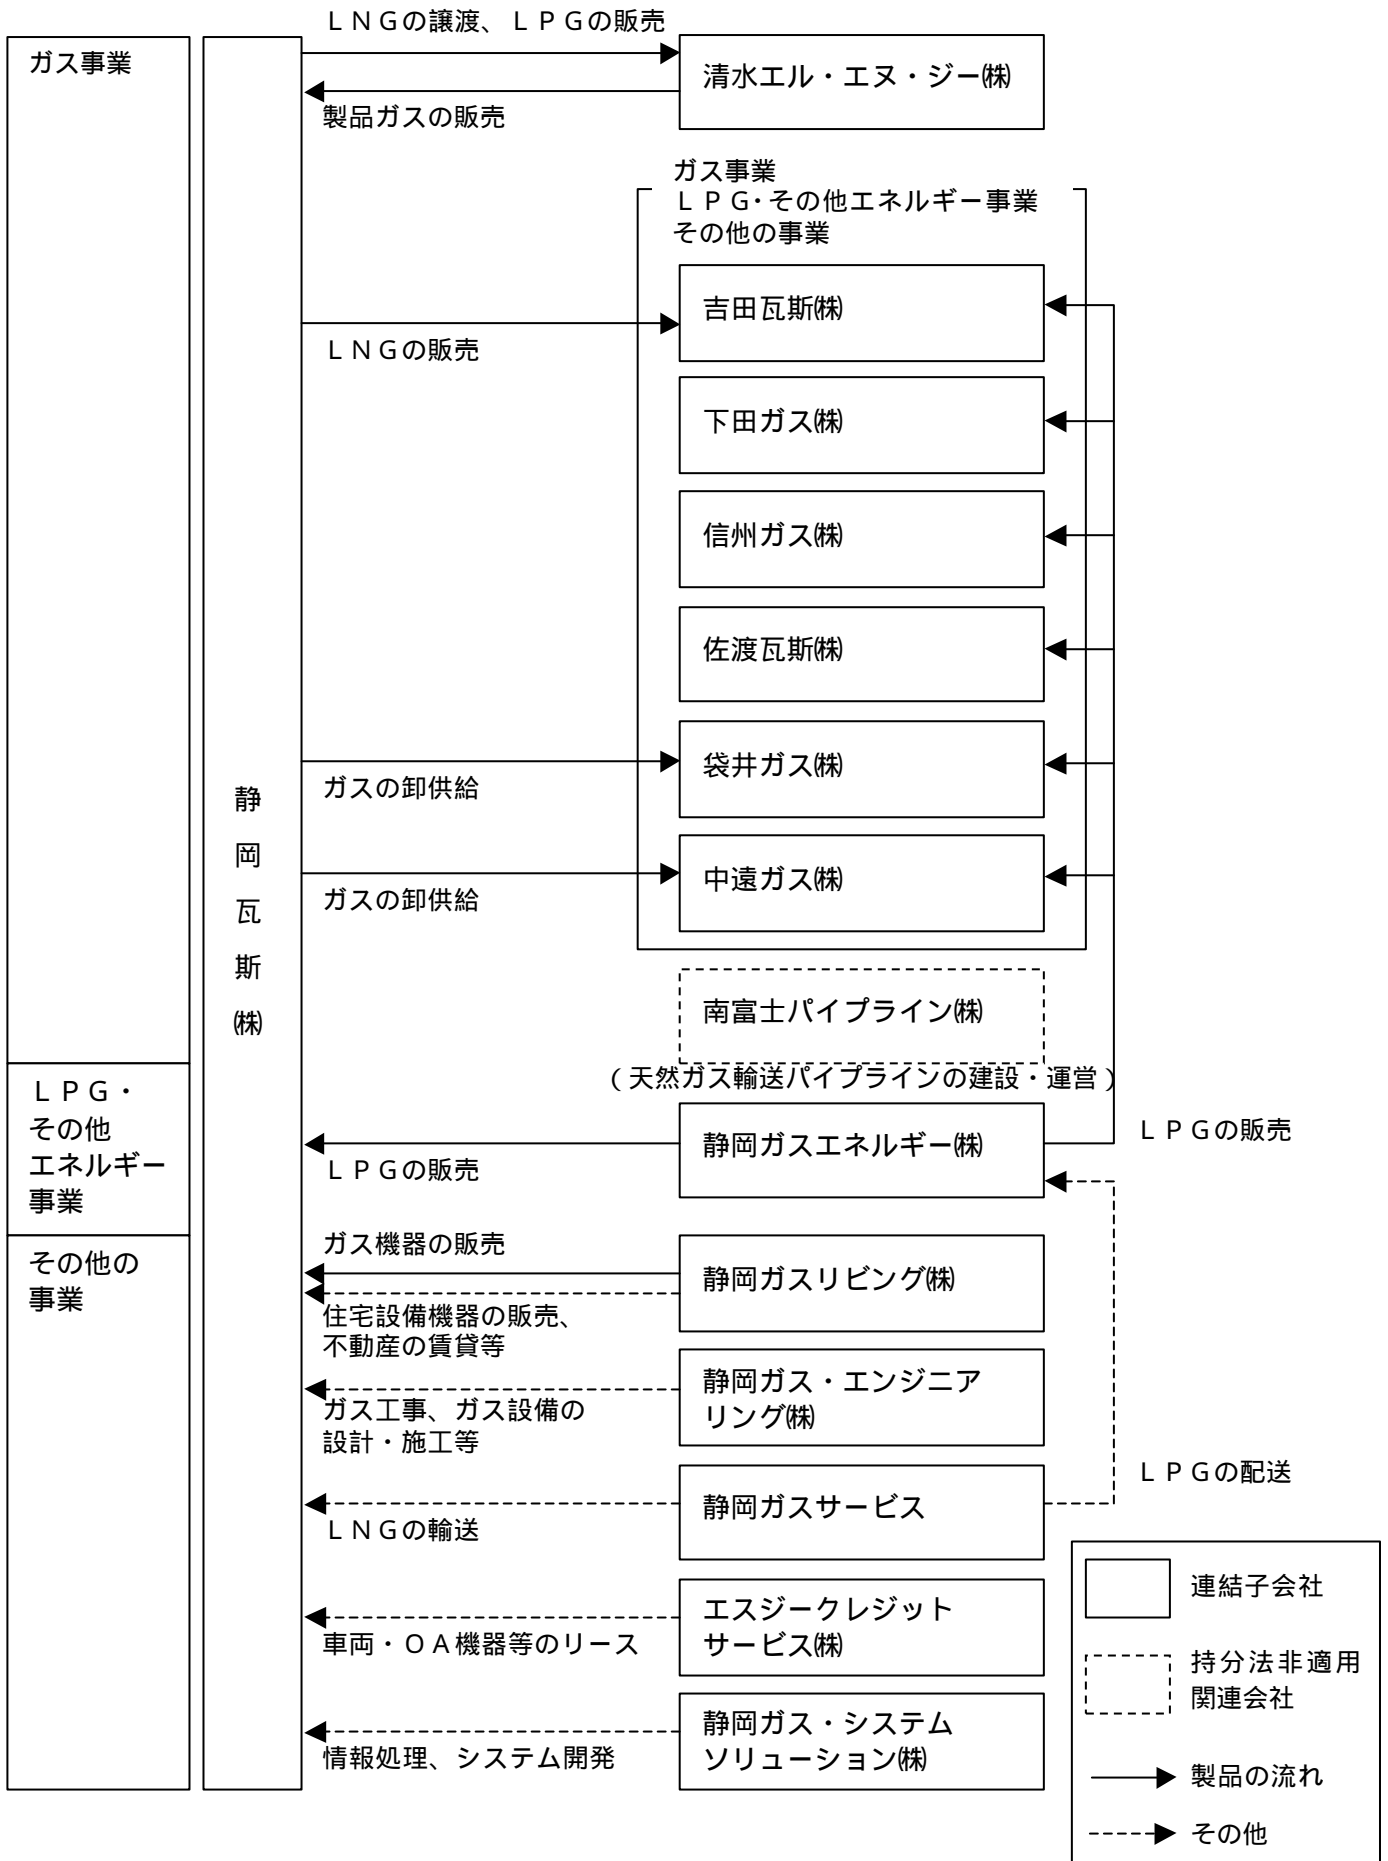 ＬＮＧの譲渡、ＬＰＧの販売
ガス事業
清水エル・エヌ・ジー㈱
製品ガスの販売
ガス事業
ＬＰＧ・その他エネルギー事業
その他の事業
吉田瓦斯㈱
ＬＮＧの販売
下田ガス㈱
信州ガス㈱
佐渡瓦斯㈱
袋井ガス㈱
ガスの卸供給
静
岡
瓦
斯
㈱
中遠ガス㈱
ガスの卸供給
南富士パイプライン㈱
（天然ガス輸送パイプラインの建設・運営）
ＬＰＧ・
その他
エネルギー
事業
静岡ガスエネルギー㈱
ＬＰＧの販売
ＬＰＧの販売
その他の
事業
ガス機器の販売
静岡ガスリビング㈱
住宅設備機器の販売、
不動産の賃貸等
静岡ガス・エンジニア
リング㈱
ガス工事、ガス設備の
設計・施工等
ＬＰＧの配送
静岡ガスサービス
ＬＮＧの輸送
エスジークレジット
サービス㈱
車両・ＯＡ機器等のリース
静岡ガス・システム
ソリューション㈱
情報処理、システム開発
連結子会社
持分法非適用
関連会社
製品の流れ
その他